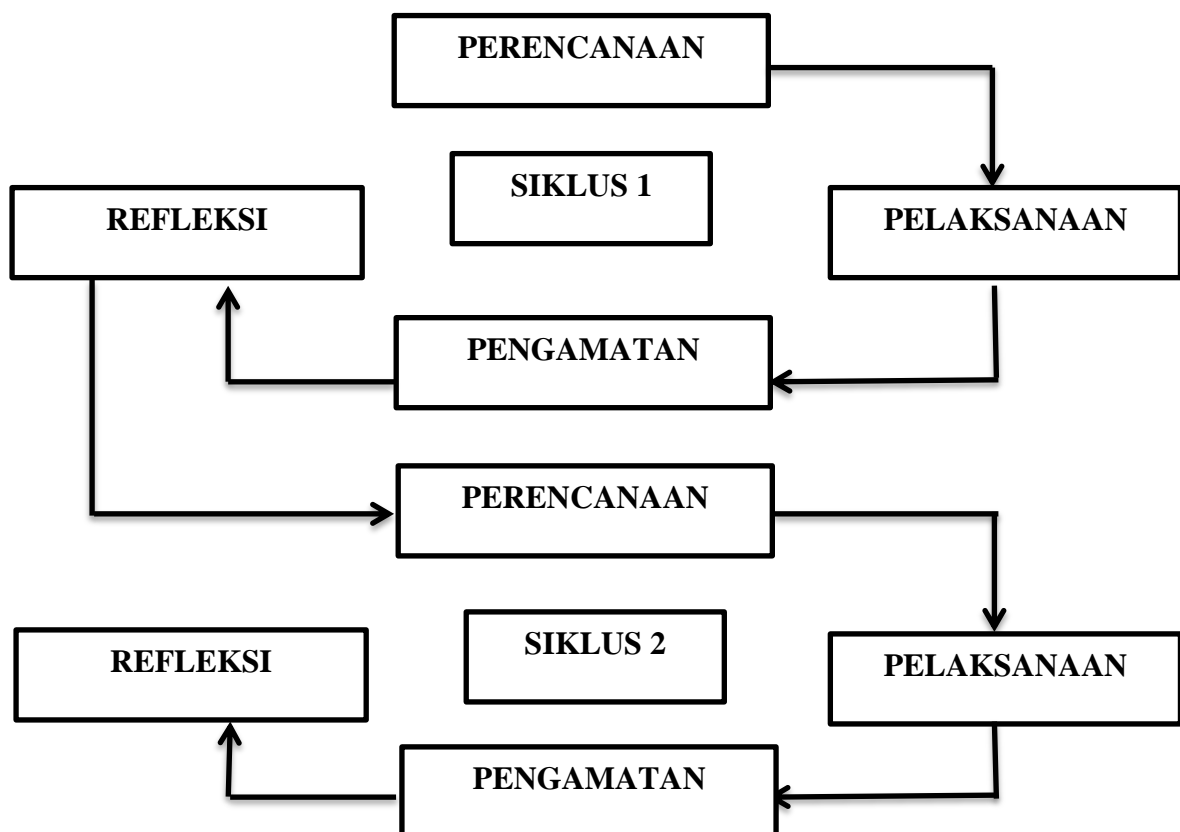 PERENCANAAN
SIKLUS 1
REFLEKSI
PELAKSANAAN
PENGAMATAN
PERENCANAAN
SIKLUS 2
REFLEKSI
PELAKSANAAN
PENGAMATAN